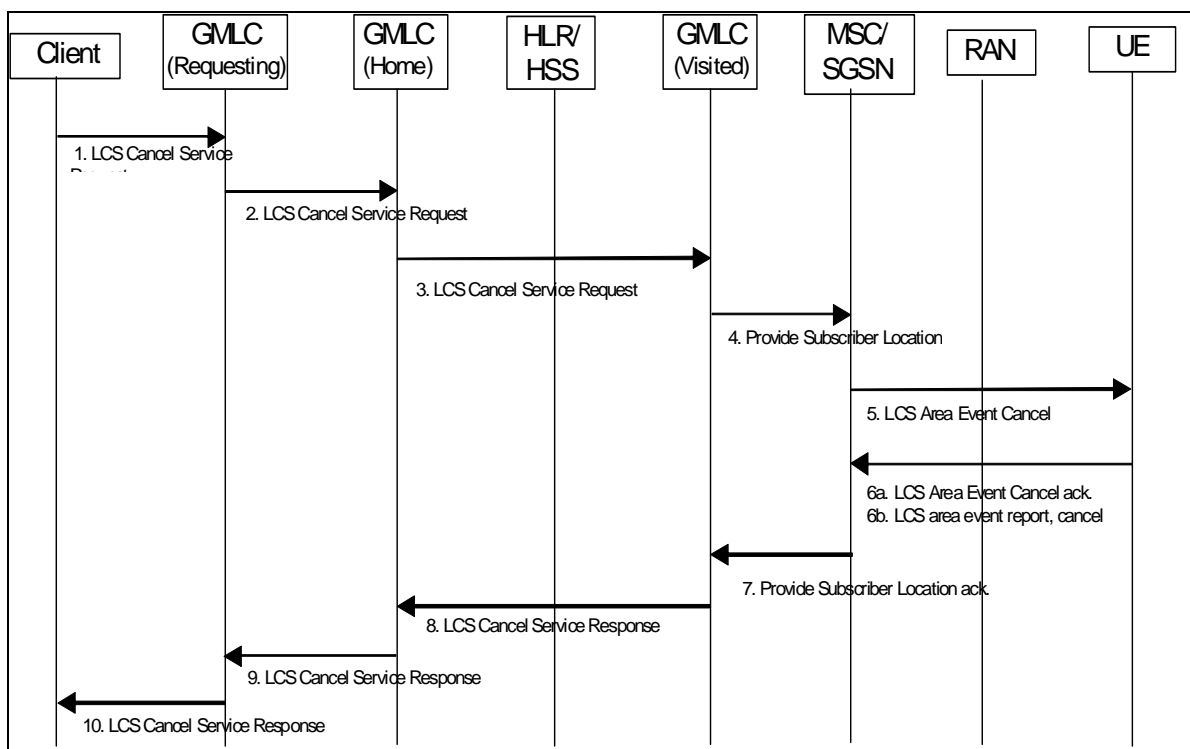 Client
GMLC
(Requesting)
GMLC
(Home)
HLR/
HSS
GMLC
(Visited)
MSC/
SGSN
RAN
UE
1. LCS Cancel Service
2. LCS Cancel Service Request
3. LCS Cancel Service Request
4. Provide Subscriber Location
5. LCS Area Event Cancel
6a. LCS Area Event Cancel ack.
6b. LCS area event report, cancel
7. Provide Subscriber Location ack.
8. LCS Cancel Service Response
9. LCS Cancel Service Response
10. LCS Cancel Service Response